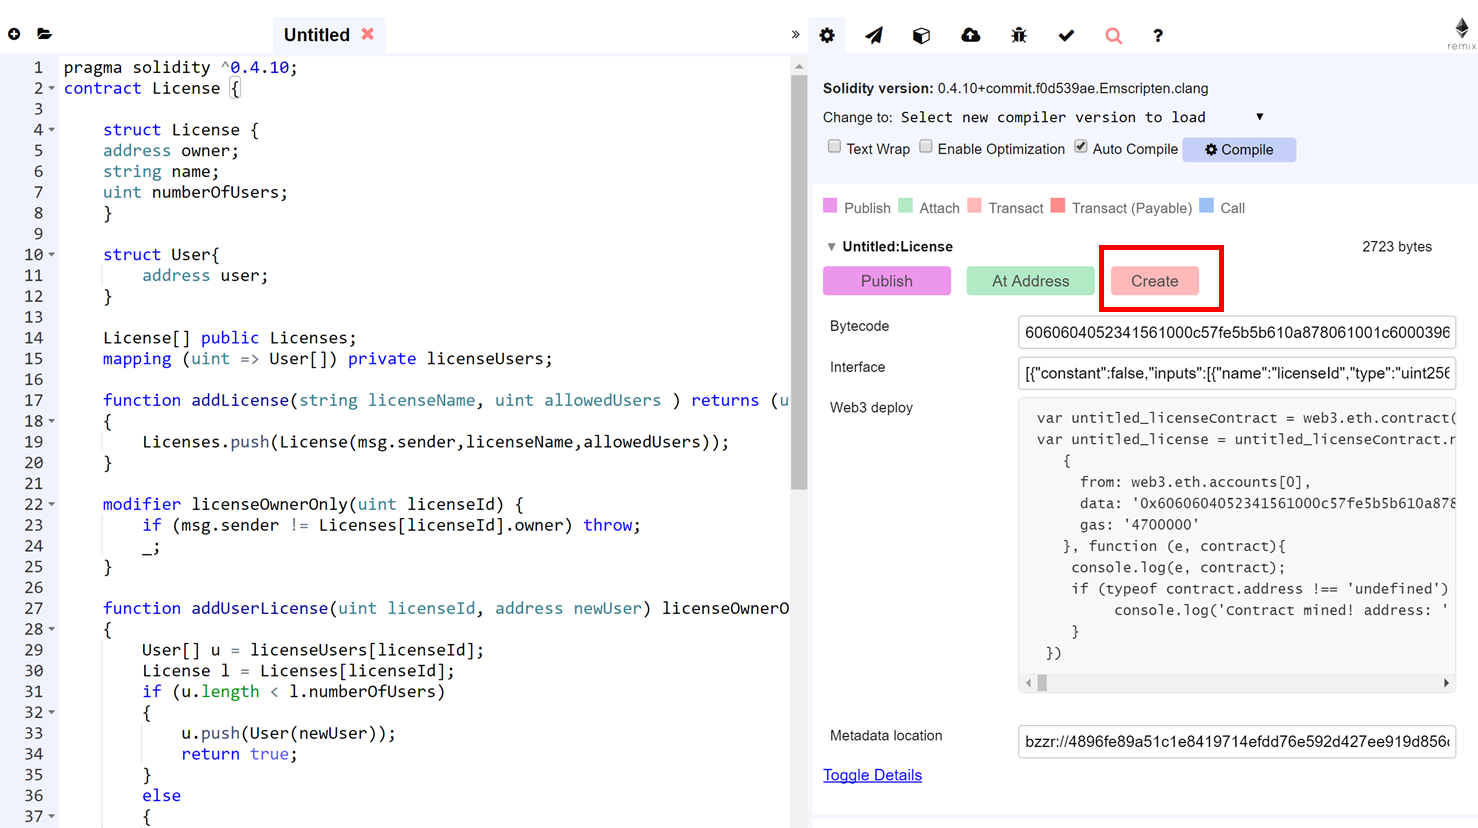 Untitled
remix
1 pragma solidity ^0.4.10;
2 contract License {
3
4 struct License {
5 address owner;
6 string name;
7 uint numberOfUsers;
8 }
9
10 struct User{
11 address user;
12 }
13
14 License[] public Licenses;
15 mapping (uint => User[]) private licenseUsers;
16
17 function addLicense(string licenseName, uint allowedUsers ) returns (u
18 {
19 Licenses.push(License(msg.sender,licenseName,allowedUsers));
20 }
21
22 modifier licenseOwnerOnly(uint licenseId) {
23 if (msg.sender != Licenses[licenseId].owner) throw;
24 _;
25 }
26
27 function addUserLicense(uint licenseId, address newUser) licenseOwnerO
28 {
29 User[] u = licenseUsers[licenseId];
30 License l = Licenses[licenseId];
31 if (u.length < l.numberOfUsers)
32 {
33 u.push(User(newUser));
34 return true;
35 }
36 else
37 {
Solidity version: 0.4.10+commit.f0d539ae.Emscripten.clang
Change to: Select new compiler version to load
Text Wrap Enable Optimization Auto Compile Compile
Publish Attach Transact Transact (Payable) Call
Untitled:License 2723 bytes
Publish At Address Create
Bytecode 6060604052341561000c57fe5b5b610a878061001c6000396
Interface [{"constant":false,"inputs":[{"name":"licenseId","type":"uint256
Web3 deploy
var untitled_licenseContract = web3.eth.contract(
var untitled_license = untitled_licenseContract.n
{
from: web3.eth.accounts[0],
data: '0x6060604052341561000c57fe5b5b610a878
gas: '4700000'
}, function (e, contract){
console.log(e, contract);
if (typeof contract.address !== 'undefined')
console.log('Contract mined! address: '
}
})
Metadata location bzzr://4896fe89a51c1e8419714efdd76e592d427ee919d856c
Toggle Details